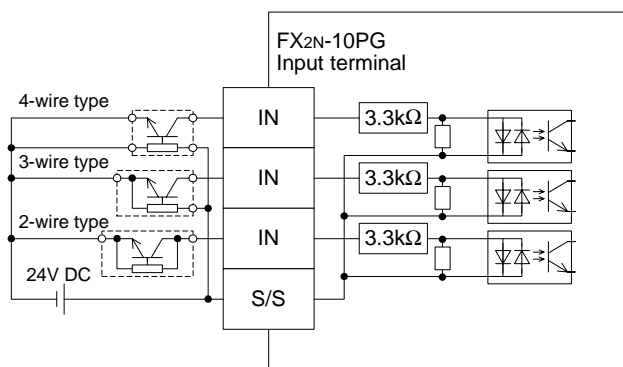 FX2N-10PG
Input terminal
4-wire type
IN
3.3kΩ
3-wire type
IN
3.3kΩ
2-wire type
IN
3.3kΩ
24V DC
S/S